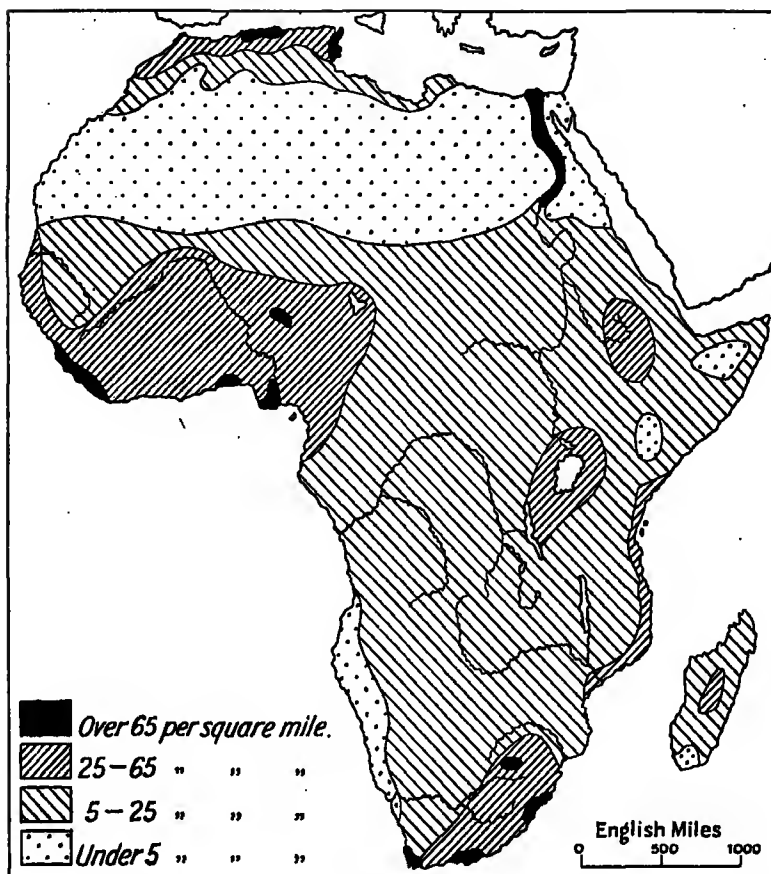 Over 65 per square mile.
25–65 „ „ „
5–25 „ „ „
Under 5 „ „ „
English Miles
0 500 1000